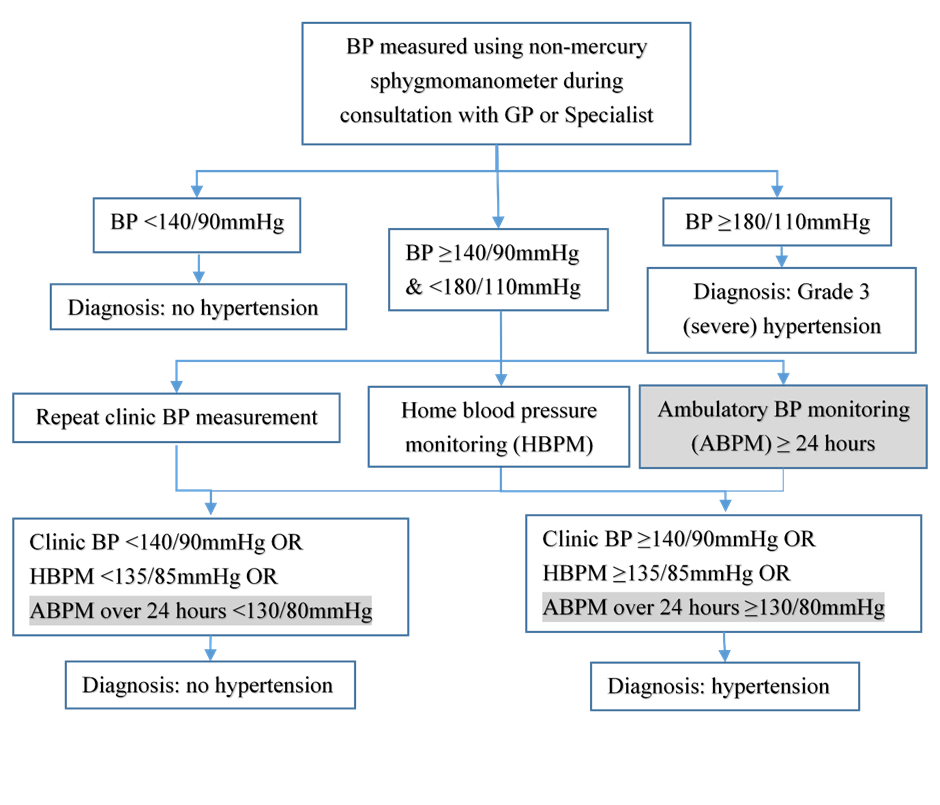 BP measured using non-mercury
sphygmomanometer during
consultation with GP or Specialist
BP <140/90mmHg
BP ≥140/90mmHg
& <180/110mmHg
BP ≥180/110mmHg
Diagnosis: no hypertension
Diagnosis: Grade 3
(severe) hypertension
Repeat clinic BP measurement
Home blood pressure
monitoring (HBPM)
Ambulatory BP monitoring
(ABPM) ≥ 24 hours
Clinic BP <140/90mmHg OR
HBPM <135/85mmHg OR
ABPM over 24 hours <130/80mmHg
Clinic BP ≥140/90mmHg OR
HBPM ≥135/85mmHg OR
ABPM over 24 hours ≥130/80mmHg
Diagnosis: no hypertension
Diagnosis: hypertension